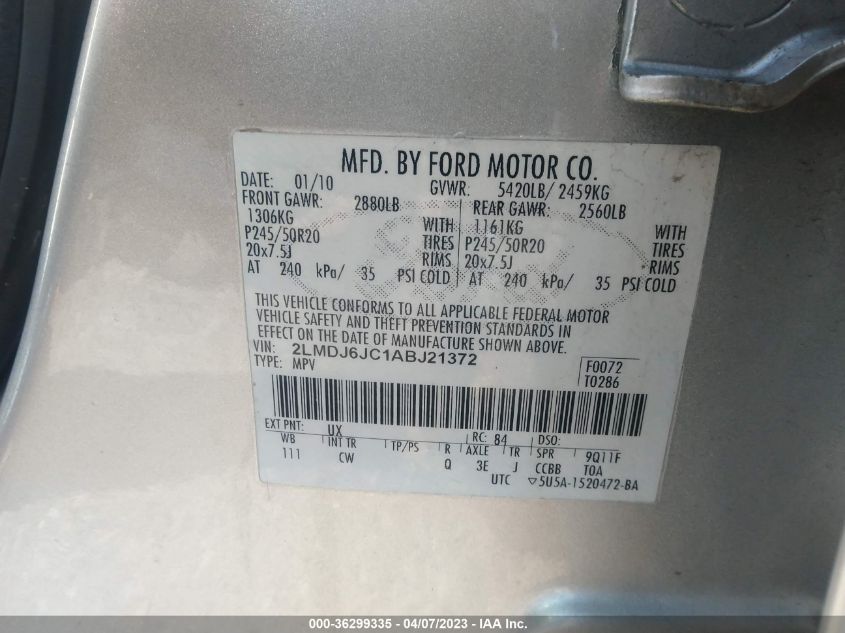 MFD. BY FORD MOTOR CO.
DATE: 01/10 GVWR: 5420LB/ 2459KG
FRONT GAWR: 2880LB REAR GAWR: 2560LB
1306KG WITH 1161KG WITH
P245/50R20 TIRES P245/50R20 TIRES
20x7.5J RIMS 20x7.5J RIMS
AT 240 kPa/ 35 PSI COLD AT 240 kPa/ 35 PSI COLD
THIS VEHICLE CONFORMS TO ALL APPLICABLE FEDERAL MOTOR
VEHICLE SAFETY AND THEFT PREVENTION STANDARDS IN
EFFECT ON THE DATE OF MANUFACTURE SHOWN ABOVE.
VIN: 2LMDJ6JC1ABJ21372
TYPE: MPV
F0072
T0286
EXT PNT: UX RC: 84 DSO:
WB INT TR TP/PS R AXLE TR SPR 9Q11F
111 CW Q 3E J CCBB T0A
UTC ▽5U5A-1520472-BA
000-36299335 - 04/07/2023 - IAA Inc.